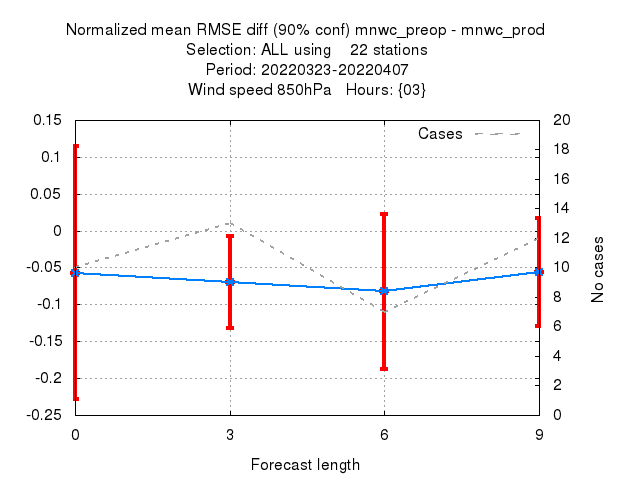 Normalized mean RMSE diff (90% conf) mnwc_preop - mnwc_prod
Selection: ALL using    22 stations
Period: 20220323-20220407
Wind speed 850hPa   Hours: {03}
Cases
0.15
0.1
0.05
0
-0.05
-0.1
-0.15
-0.2
-0.25
20
18
16
14
12
10
8
6
4
2
0
No cases
0 3 6 9
Forecast length